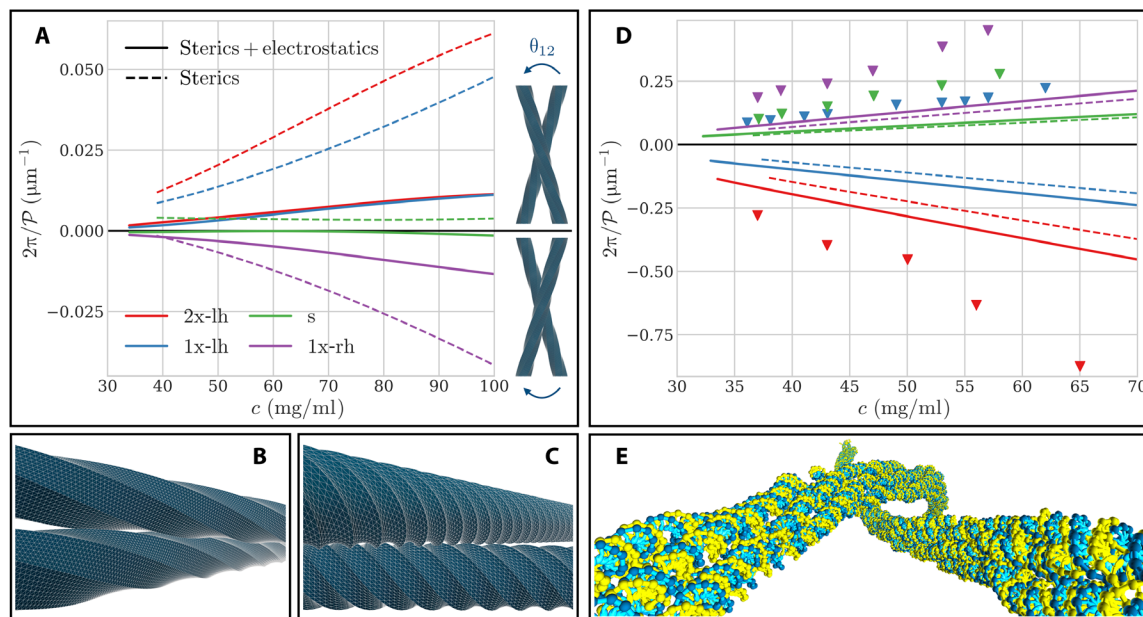 A
Sterics + electrostatics
Sterics
θ12
0.050
0.025
0.000
−0.025
2π/𝒫 (μm⁻¹)
2x-lh
s
1x-lh
1x-rh
30 40 50 60 70 80 90 100
c (mg/ml)
D
0.25
0.00
−0.25
−0.50
−0.75
2π/𝒫 (μm⁻¹)
30 35 40 45 50 55 60 65 70
c (mg/ml)
B
C
E